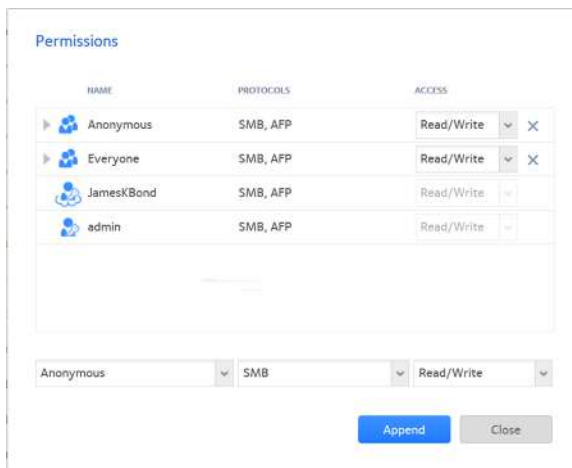 Permissions
NAME PROTOCOLS ACCESS
Anonymous SMB, AFP Read/Write
Everyone SMB, AFP Read/Write
JamesKBond SMB, AFP Read/Write
admin SMB, AFP Read/Write
Anonymous SMB Read/Write
Append Close